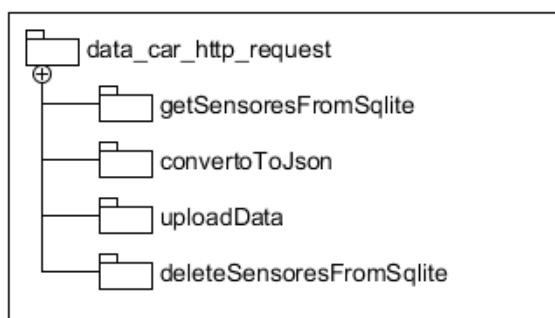 data_car_http_request
getSensoresFromSqlite
convertoToJson
uploadData
deleteSensoresFromSqlite